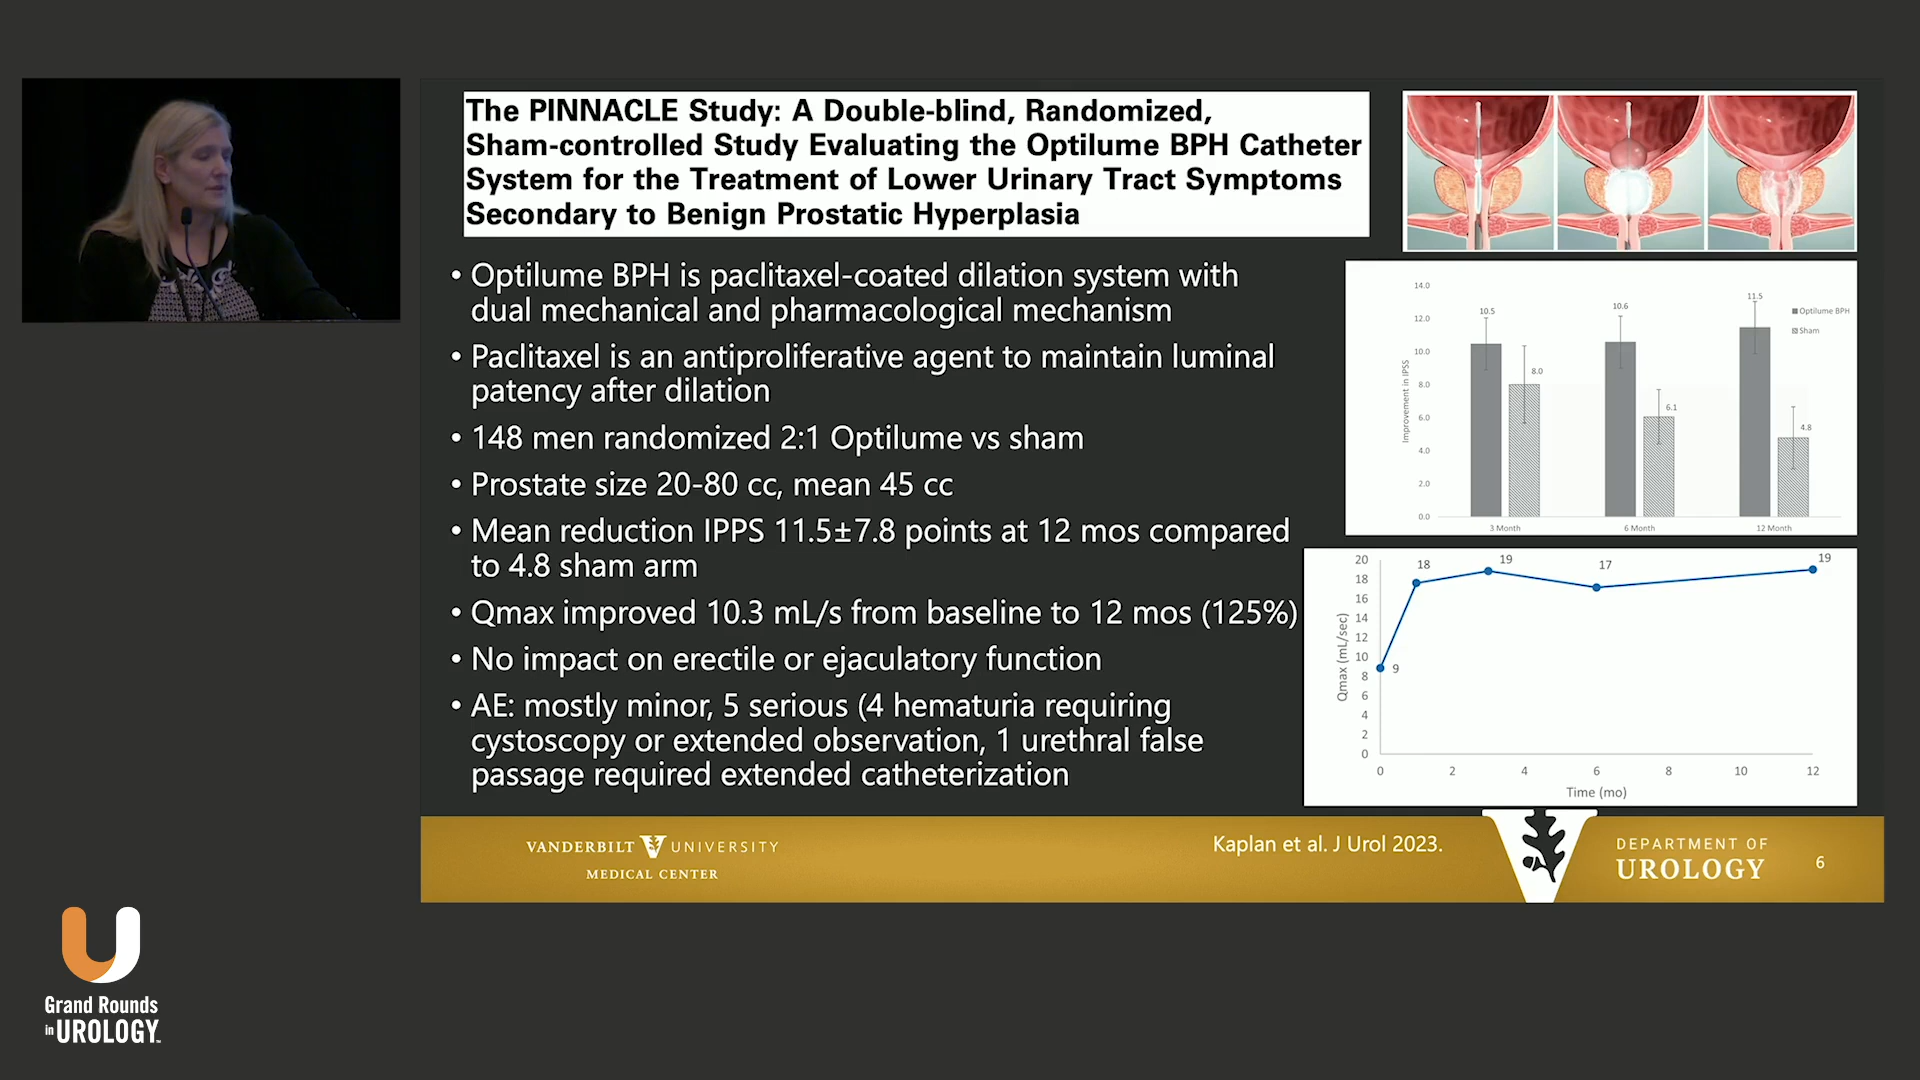 The PINNACLE Study: A Double-blind, Randomized,
Sham-controlled Study Evaluating the Optilume BPH Catheter
System for the Treatment of Lower Urinary Tract Symptoms
Secondary to Benign Prostatic Hyperplasia
• Optilume BPH is paclitaxel-coated dilation system with
dual mechanical and pharmacological mechanism
• Paclitaxel is an antiproliferative agent to maintain luminal
patency after dilation
• 148 men randomized 2:1 Optilume vs sham
• Prostate size 20-80 cc, mean 45 cc
• Mean reduction IPPS 11.5±7.8 points at 12 mos compared
to 4.8 sham arm
• Qmax improved 10.3 mL/s from baseline to 12 mos (125%)
• No impact on erectile or ejaculatory function
• AE: mostly minor, 5 serious (4 hematuria requiring
cystoscopy or extended observation, 1 urethral false
passage required extended catheterization
Improvement in IPSS
14.0
12.0
10.0
8.0
6.0
4.0
2.0
0.0
10.5
8.0
10.6
6.1
11.5
4.8
Optilume BPH
Sham
3 Month
6 Month
12 Month
Qmax (mL/sec)
20
18
16
14
12
10
8
6
4
2
0
9
18
19
17
19
0 2 4 6 8 10 12
Time (mo)
VANDERBILT UNIVERSITY
MEDICAL CENTER
Kaplan et al. J Urol 2023.
DEPARTMENT OF
UROLOGY
6
Grand Rounds
in UROLOGY™